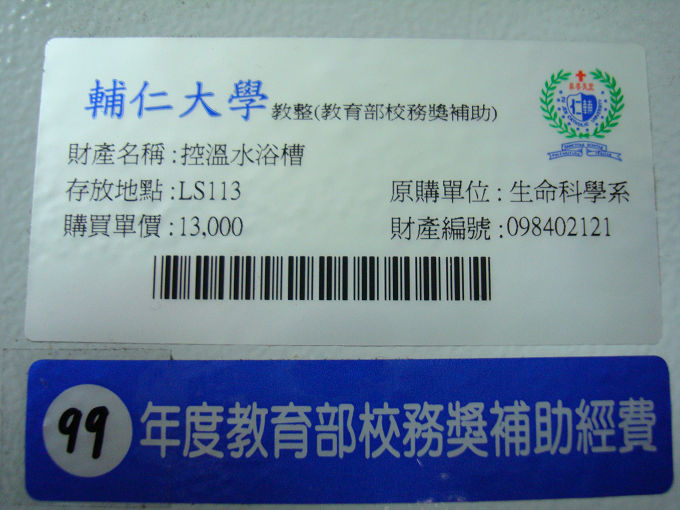 輔仁大學 教整(教育部校務獎補助)
財產名稱:控溫水浴槽
存放地點:LS113 原購單位:生命科學系
購買單價:13,000 財產編號:098402121
99 年度教育部校務獎補助經費